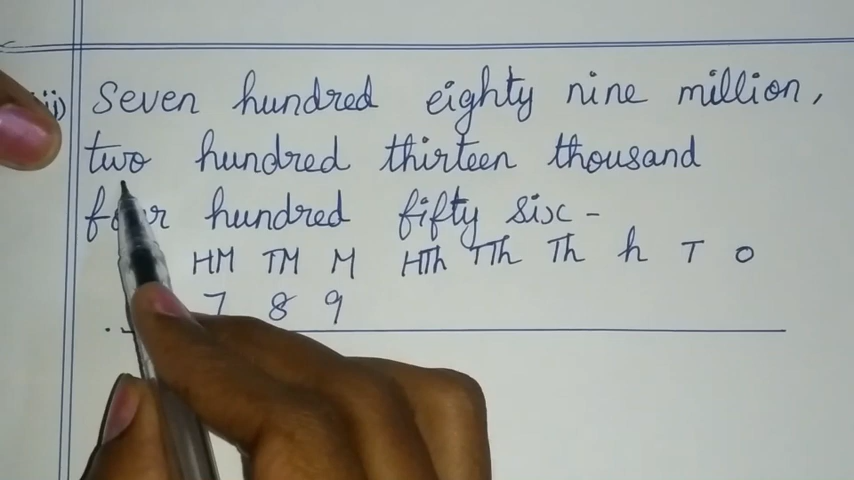 ii) Seven hundred eighty nine million,
two hundred thirteen thousand
four hundred fifty six -
HM TM M HTh TTh Th h T O
7 8 9